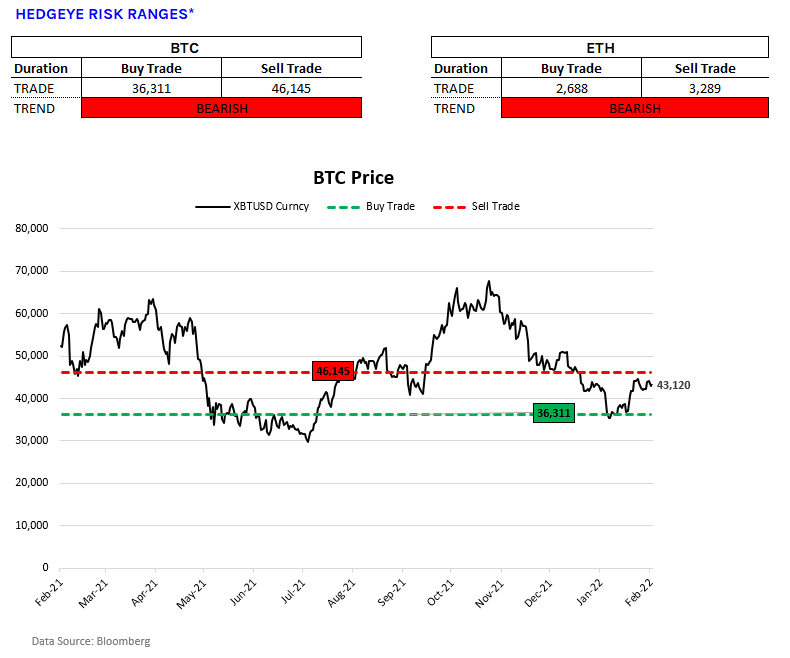 HEDGEYE RISK RANGES*
BTC
Duration Buy Trade Sell Trade
TRADE 36,311 46,145
TREND BEARISH
ETH
Duration Buy Trade Sell Trade
TRADE 2,688 3,289
TREND BEARISH
BTC Price
XBTUSD Curncy Buy Trade Sell Trade
80,000
70,000
60,000
50,000
40,000
30,000
20,000
10,000
0
46,145
43,120
36,311
Feb-21 Mar-21 Apr-21 May-21 Jun-21 Jul-21 Aug-21 Sep-21 Oct-21 Nov-21 Dec-21 Jan-22 Feb-22
Data Source: Bloomberg